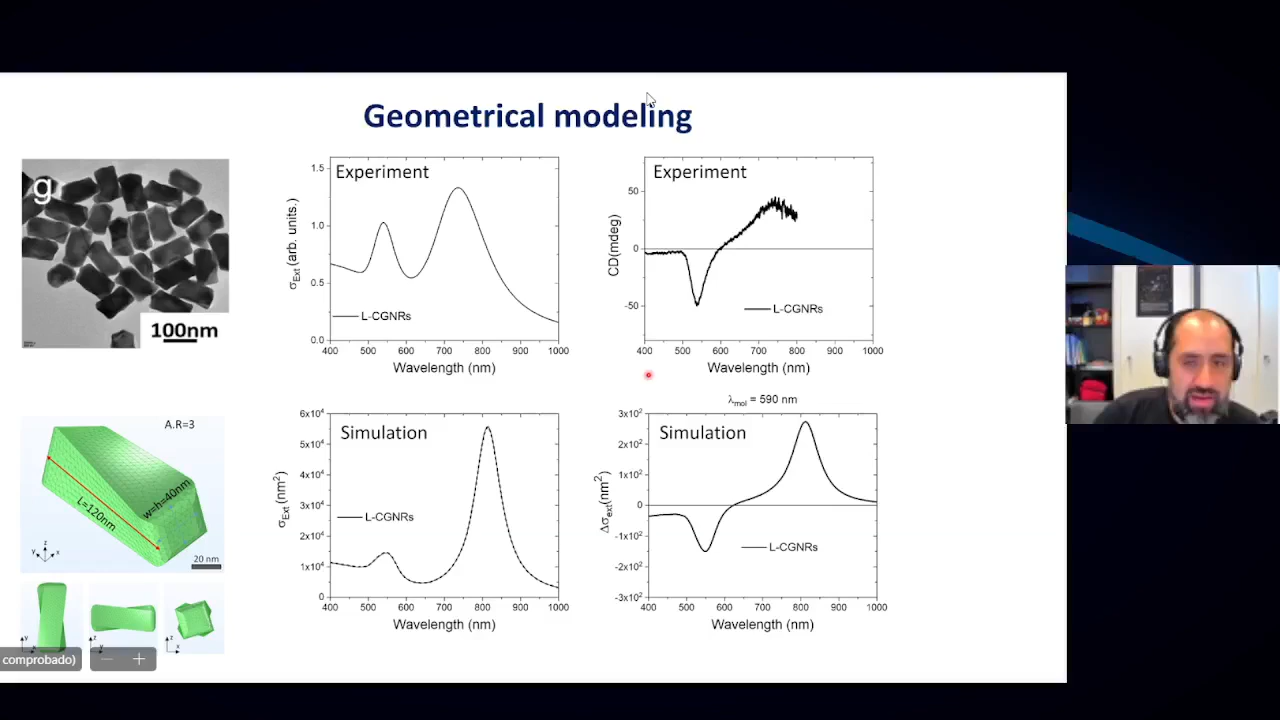 Geometrical modeling
g
100nm
Experiment
σExt (arb. units.)
1.5
1.0
0.5
0.0
L-CGNRs
400 500 600 700 800 900 1000
Wavelength (nm)
Experiment
CD(mdeg)
50
0
-50
L-CGNRs
400 500 600 700 800 900 1000
Wavelength (nm)
A.R=3
L=120nm
w=h=40nm
z
y x
20 nm
Simulation
σExt (nm²)
6x10⁴
5x10⁴
4x10⁴
3x10⁴
2x10⁴
1x10⁴
0
L-CGNRs
400 500 600 700 800 900 1000
Wavelength (nm)
λmol = 590 nm
Simulation
Δσext(nm²)
3x10²
2x10²
1x10²
0
-1x10²
-2x10²
-3x10²
L-CGNRs
400 500 600 700 800 900 1000
Wavelength (nm)
y
x
z
y
z
x
comprobado)